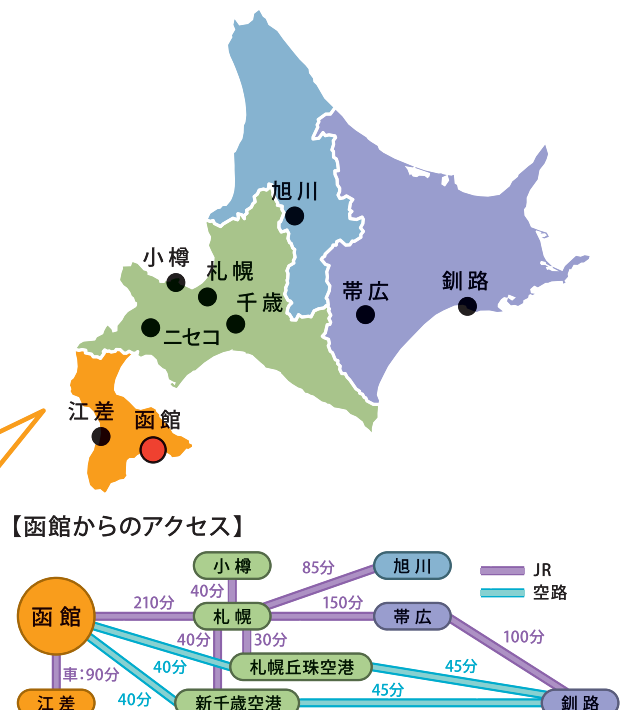 旭川
小樽
札幌
千歳
帯広
釧路
ニセコ
江差
函館
【函館からのアクセス】
小樽
85分
旭川
JR
40分
空路
函館
210分
札幌
150分
帯広
100分
40分
30分
車:90分
40分
札幌丘珠空港
45分
40分
45分
江差
新千歳空港
釧路